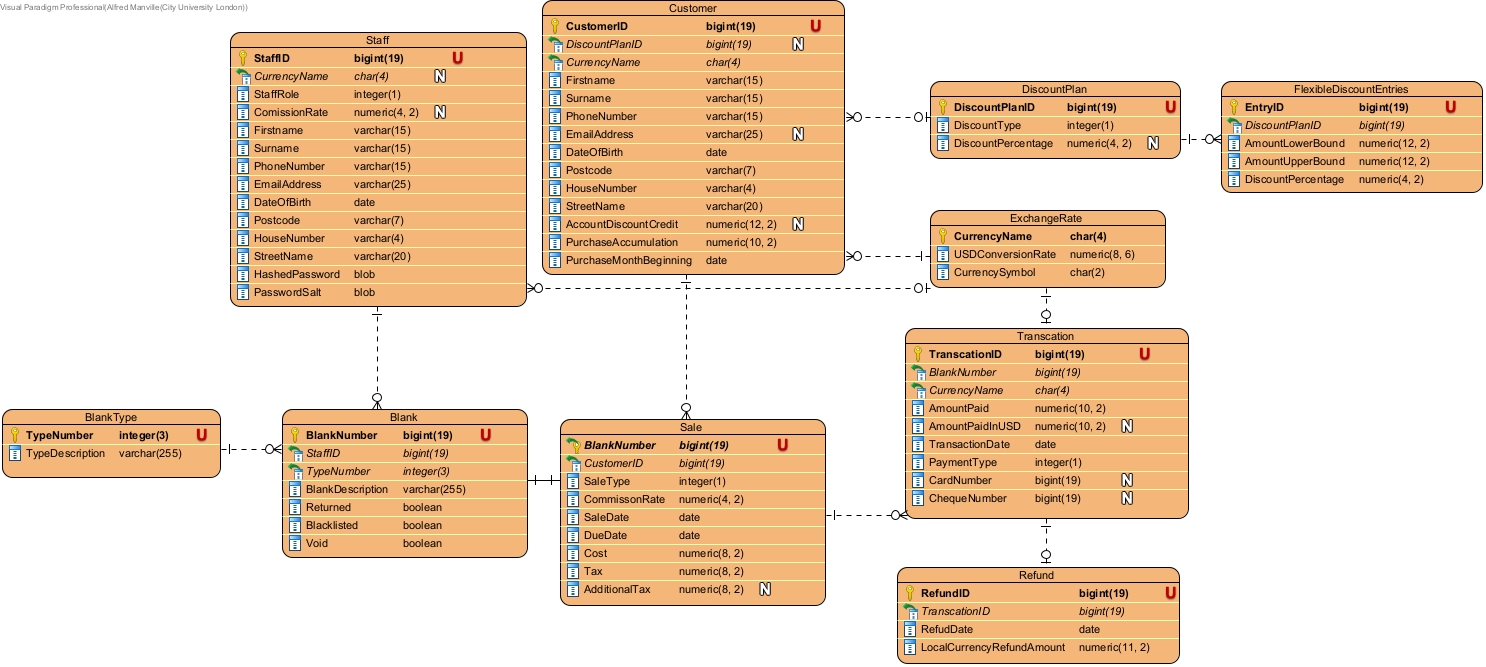 Visual Paradigm Professional(Alfred Manville(City University London))
Staff
StaffID bigint(19) U
CurrencyName char(4) N
StaffRole integer(1)
ComissionRate numeric(4, 2) N
Firstname varchar(15)
Surname varchar(15)
PhoneNumber varchar(15)
EmailAddress varchar(25)
DateOfBirth date
Postcode varchar(7)
HouseNumber varchar(4)
StreetName varchar(20)
HashedPassword blob
PasswordSalt blob
Customer
CustomerID bigint(19) U
DiscountPlanID bigint(19) N
CurrencyName char(4)
Firstname varchar(15)
Surname varchar(15)
PhoneNumber varchar(15)
EmailAddress varchar(25) N
DateOfBirth date
Postcode varchar(7)
HouseNumber varchar(4)
StreetName varchar(20)
AccountDiscountCredit numeric(12, 2) N
PurchaseAccumulation numeric(10, 2)
PurchaseMonthBeginning date
DiscountPlan
DiscountPlanID bigint(19) U
DiscountType integer(1)
DiscountPercentage numeric(4, 2) N
FlexibleDiscountEntries
EntryID bigint(19) U
DiscountPlanID bigint(19)
AmountLowerBound numeric(12, 2)
AmountUpperBound numeric(12, 2)
DiscountPercentage numeric(4, 2)
ExchangeRate
CurrencyName char(4)
USDConversionRate numeric(8, 6)
CurrencySymbol char(2)
Transcation
TranscationID bigint(19) U
BlankNumber bigint(19)
CurrencyName char(4)
AmountPaid numeric(10, 2)
AmountPaidInUSD numeric(10, 2) N
TransactionDate date
PaymentType integer(1)
CardNumber bigint(19) N
ChequeNumber bigint(19) N
BlankType
TypeNumber integer(3) U
TypeDescription varchar(255)
Blank
BlankNumber bigint(19) U
StaffID bigint(19)
TypeNumber integer(3)
BlankDescription varchar(255)
Returned boolean
Blacklisted boolean
Void boolean
Sale
BlankNumber bigint(19) U
CustomerID bigint(19)
SaleType integer(1)
CommissonRate numeric(4, 2)
SaleDate date
DueDate date
Cost numeric(8, 2)
Tax numeric(8, 2)
AdditionalTax numeric(8, 2) N
Refund
RefundID bigint(19) U
TranscationID bigint(19)
RefudDate date
LocalCurrencyRefundAmount numeric(11, 2)